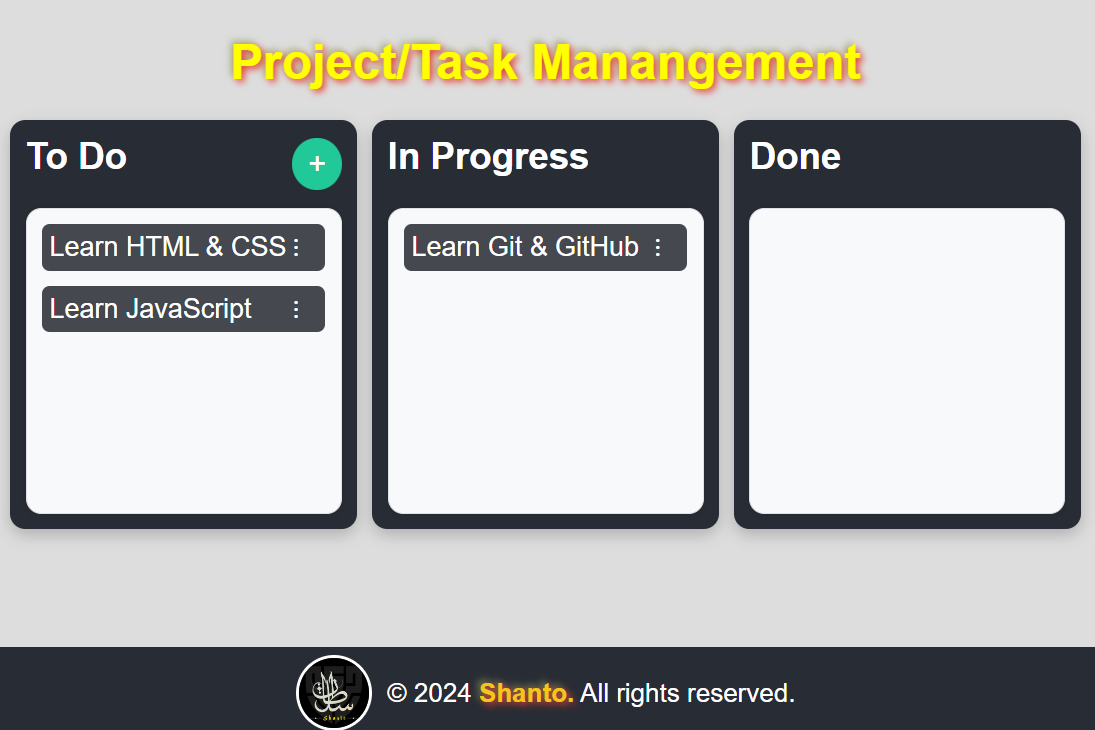 Project/Task Manangement
To Do
+
In Progress
Done
Learn HTML & CSS
Learn JavaScript
Learn Git & GitHub
Shanto
© 2024 Shanto. All rights reserved.